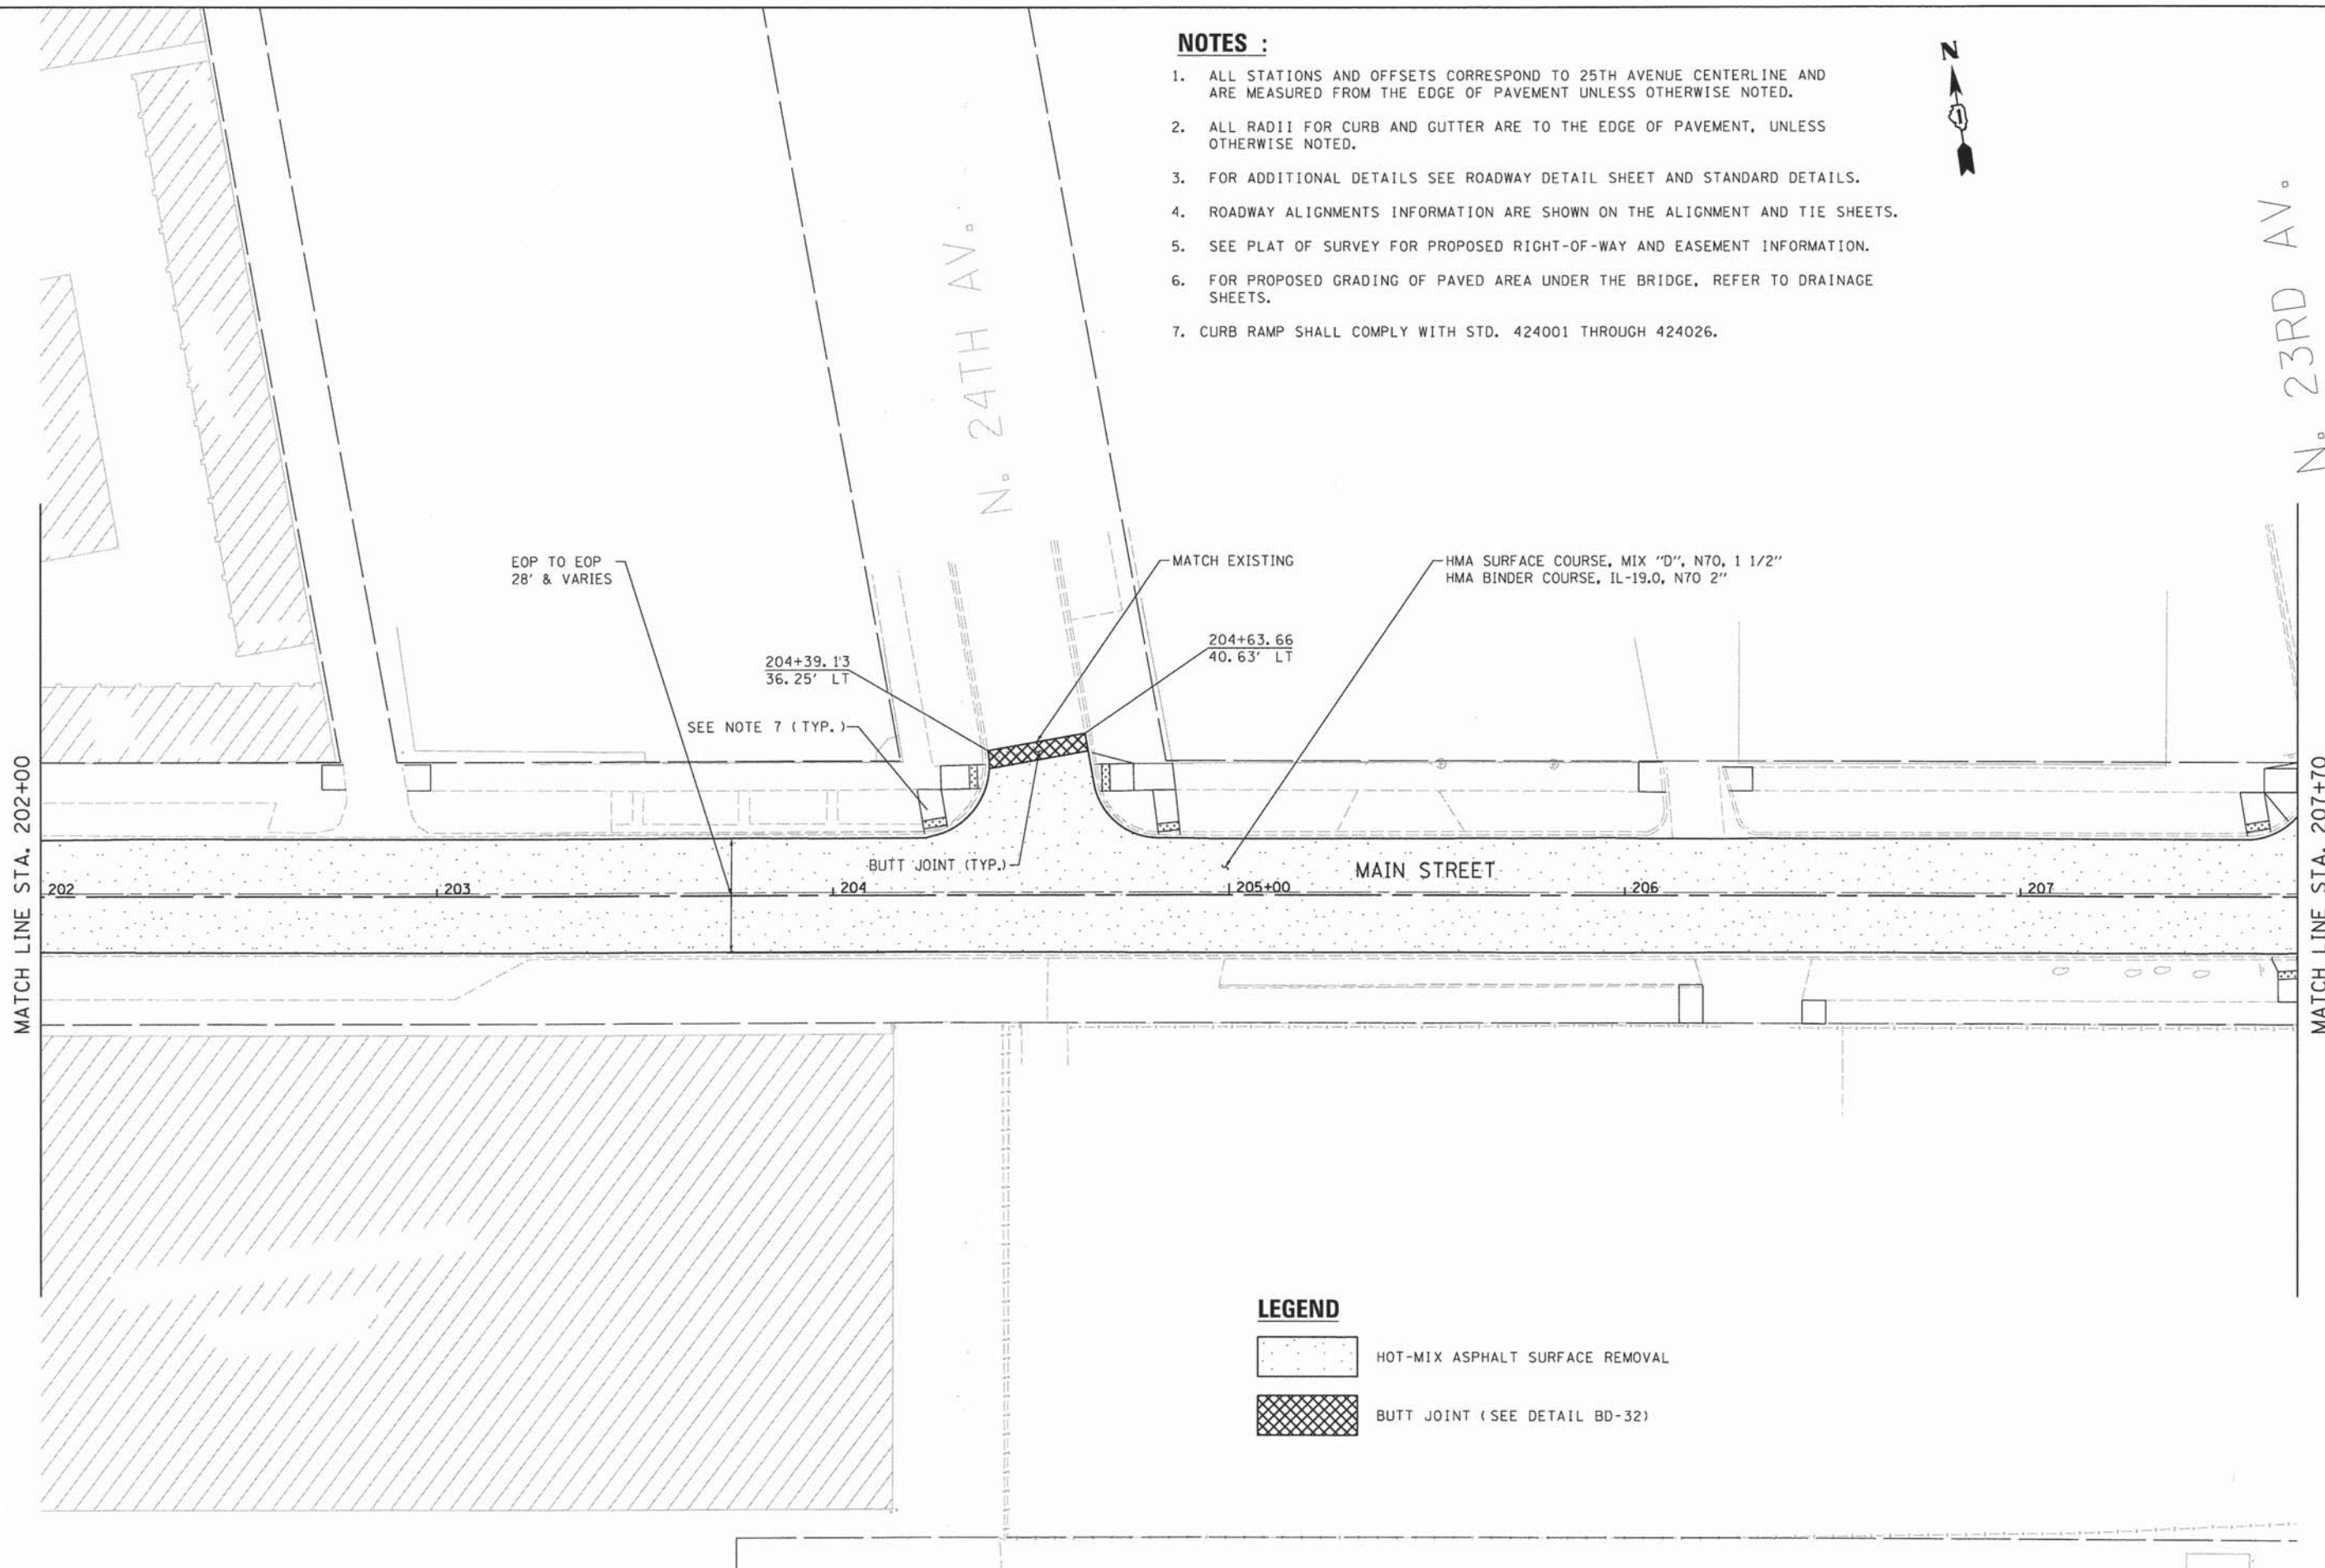 NOTES :
1. ALL STATIONS AND OFFSETS CORRESPOND TO 25TH AVENUE CENTERLINE AND
ARE MEASURED FROM THE EDGE OF PAVEMENT UNLESS OTHERWISE NOTED.
2. ALL RADII FOR CURB AND GUTTER ARE TO THE EDGE OF PAVEMENT, UNLESS
OTHERWISE NOTED.
3. FOR ADDITIONAL DETAILS SEE ROADWAY DETAIL SHEET AND STANDARD DETAILS.
4. ROADWAY ALIGNMENTS INFORMATION ARE SHOWN ON THE ALIGNMENT AND TIE SHEETS.
5. SEE PLAT OF SURVEY FOR PROPOSED RIGHT-OF-WAY AND EASEMENT INFORMATION.
6. FOR PROPOSED GRADING OF PAVED AREA UNDER THE BRIDGE, REFER TO DRAINAGE
SHEETS.
7. CURB RAMP SHALL COMPLY WITH STD. 424001 THROUGH 424026.
N
1
N. 24TH AV.
N. 23RD AV.
EOP TO EOP
28' & VARIES
MATCH EXISTING
HMA SURFACE COURSE, MIX "D", N70, 1 1/2"
HMA BINDER COURSE, IL-19.0, N70 2"
204+39.13
36.25' LT
204+63.66
40.63' LT
SEE NOTE 7 (TYP.)
BUTT JOINT (TYP.)
MAIN STREET
202
203
204
205+00
206
207
MATCH LINE STA. 202+00
MATCH LINE STA. 207+70
LEGEND
HOT-MIX ASPHALT SURFACE REMOVAL
BUTT JOINT (SEE DETAIL BD-32)